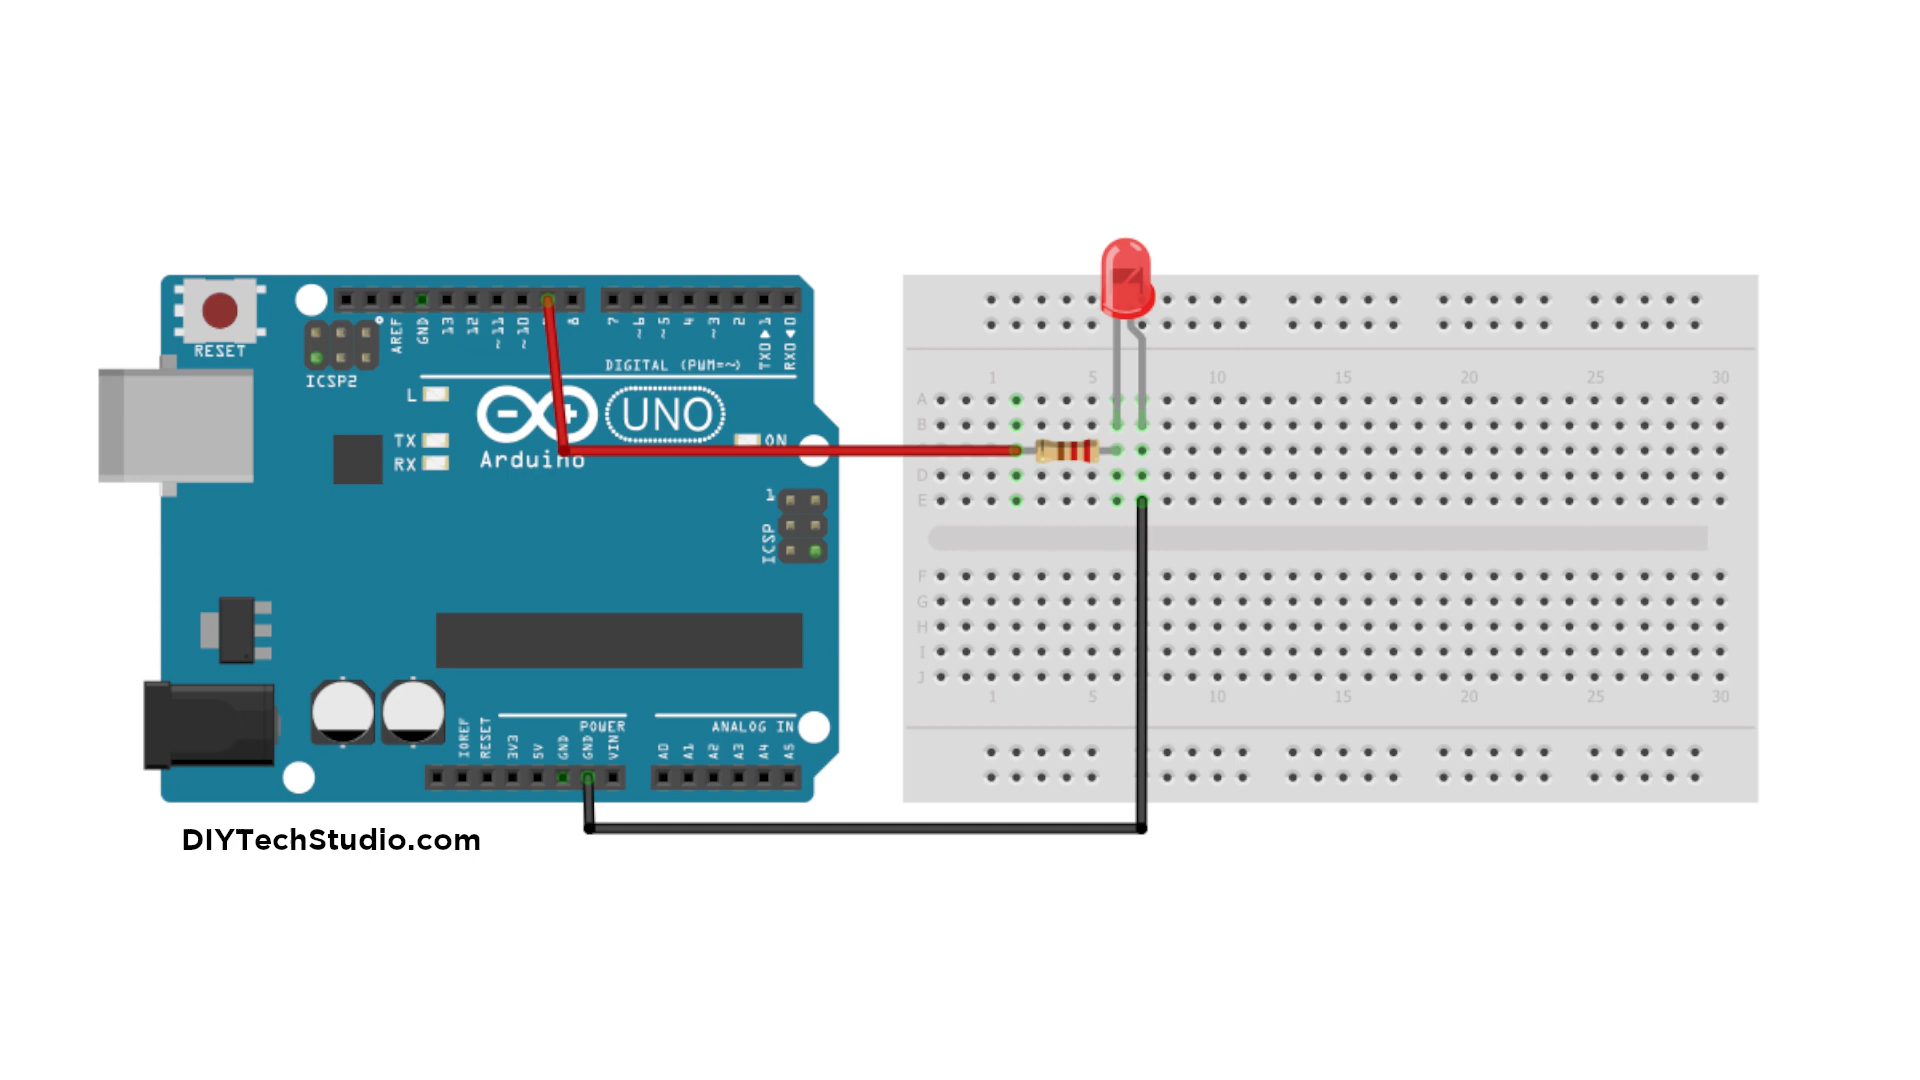 RESET
ICSP2
AREF
GND
13
12
~11
~10
8
7
~6
~5
4
~3
2
TXD▶1
RXD◀0
DIGITAL (PWM=~)
L
TX
RX
UNO
ON
Arduino
1
ICSP
IOREF
RESET
3V3
5V
GND
GND
VIN
POWER
ANALOG IN
A0
A1
A2
A3
A4
A5
1 5 10 15 20 25 30
A
B
D
E
F
G
H
I
J
1 5 10 15 20 25 30
DIYTechStudio.com